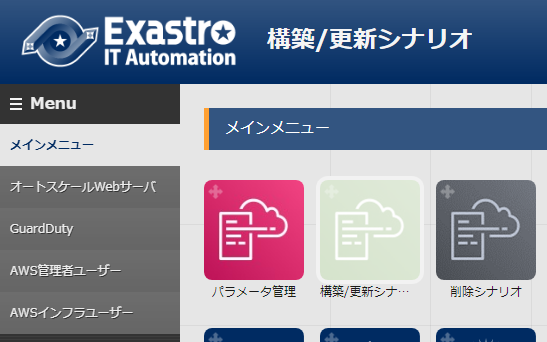 Exastro
IT Automation
構築/更新シナリオ
Menu
メインメニュー
メインメニュー
オートスケールWebサーバ
GuardDuty
AWS管理者ユーザー
AWSインフラユーザー
パラメータ管理
構築/更新シナ…
削除シナリオ